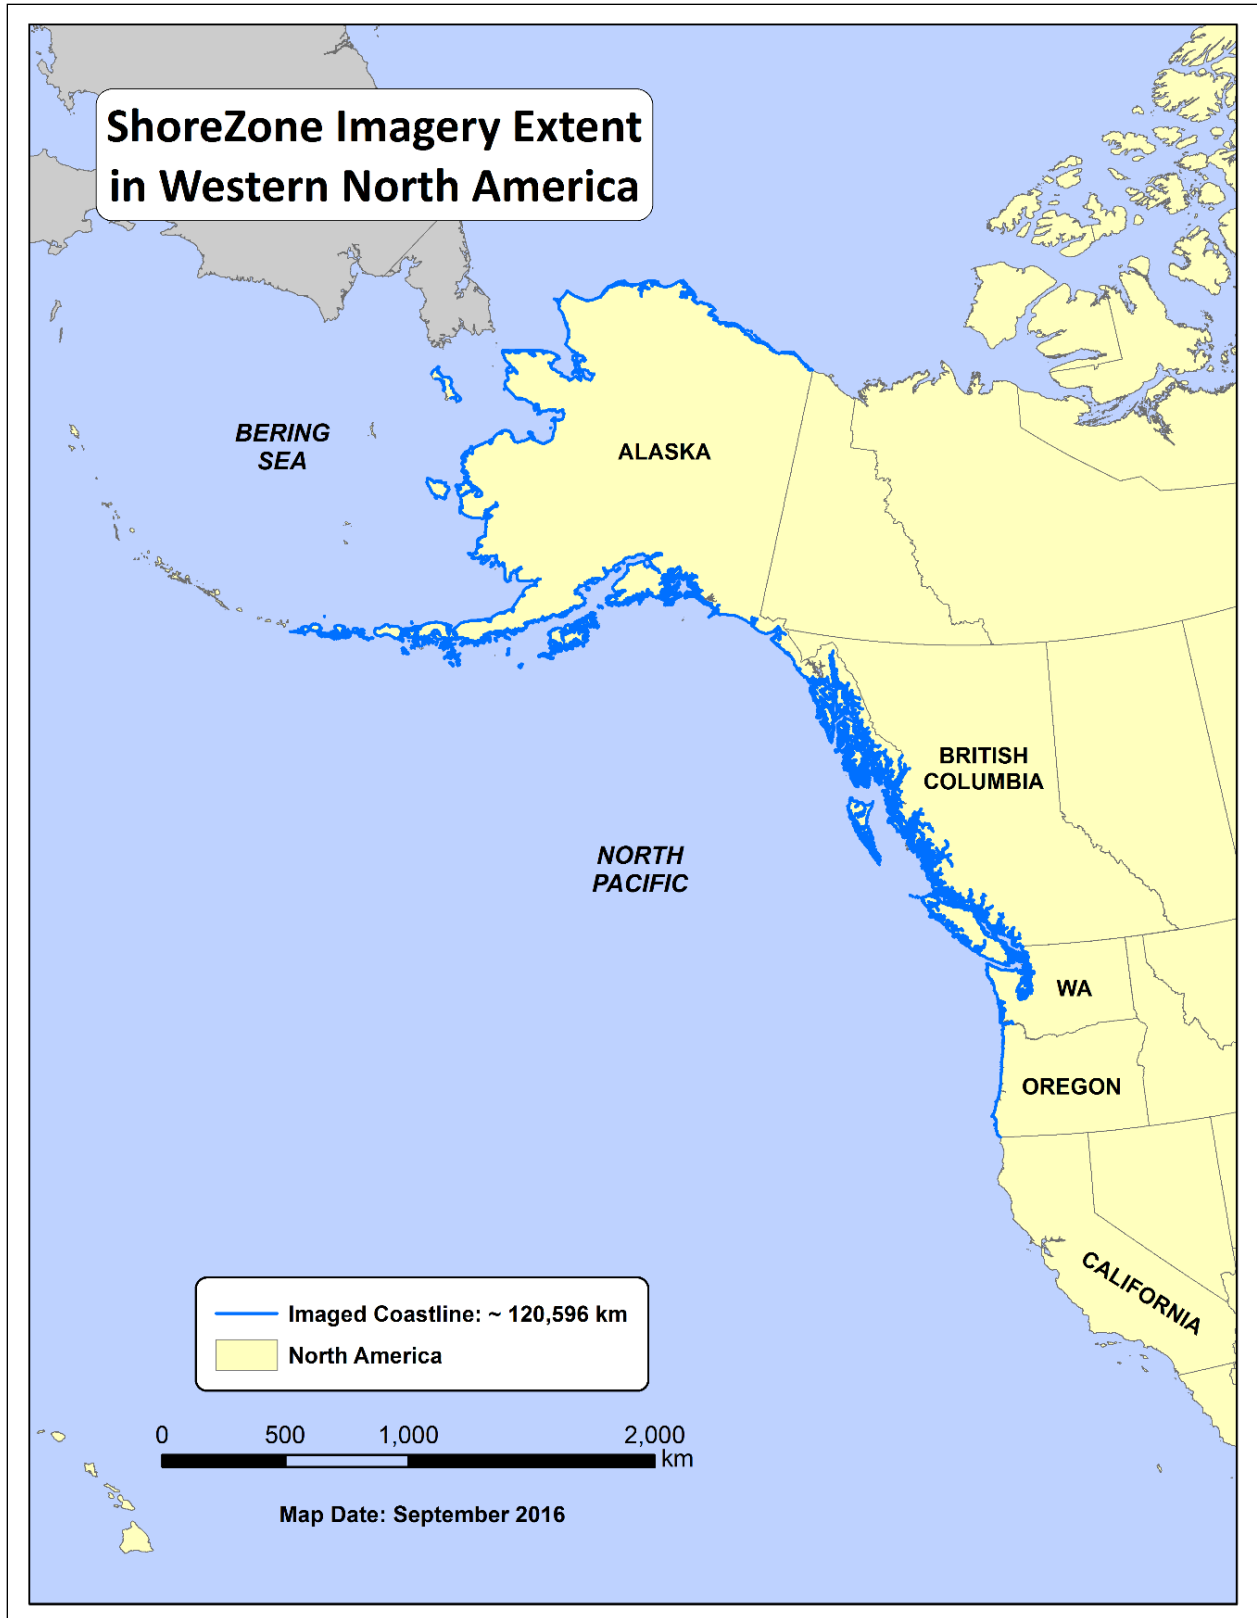 ShoreZone Imagery Extent
in Western North America
BERING
SEA
ALASKA
BRITISH
COLUMBIA
NORTH
PACIFIC
WA
OREGON
CALIFORNIA
Imaged Coastline: ~ 120,596 km
North America
0 500 1,000 2,000
km
Map Date: September 2016